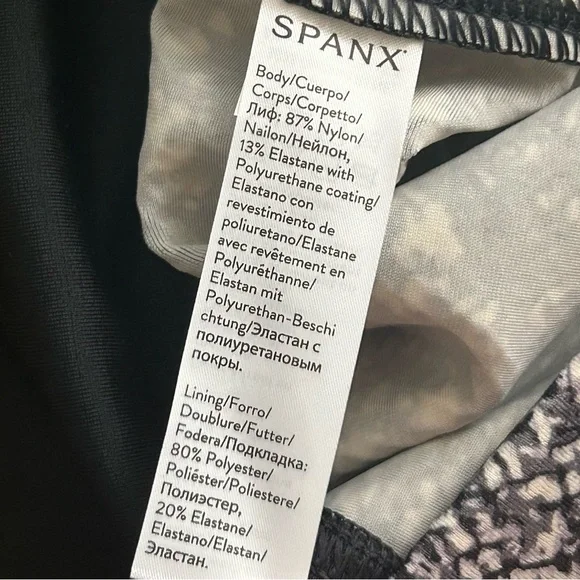 SPANX
Body/Cuerpo/
Corps/Corpetto/
Лиф: 87% Nylon/
Nailon/Нейлон,
13% Elastane with
Polyurethane coating/
Elastano con
revestimiento de
poliuretano/Elastane
avec revêtement en
Polyuréthanne/
Elastan mit
Polyurethan-Beschi
chtung/Эластан с
полиуретановым
покры.
Lining/Forro/
Doublure/Futter/
Fodera/Подкладка:
80% Polyester/
Poliéster/Poliestere/
Полиэстер,
20% Elastane/
Elastano/Elastan/
Эластан.